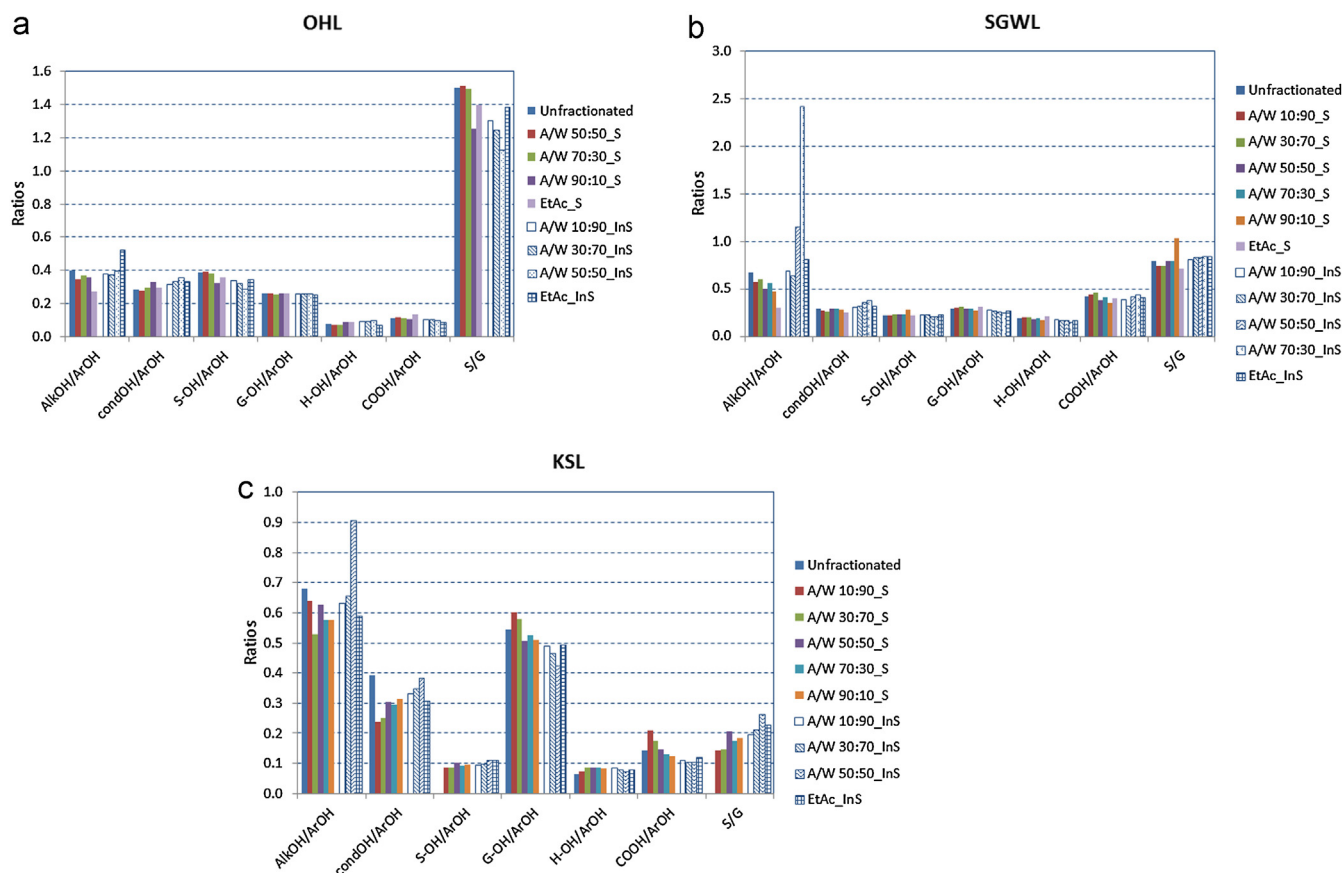 a
OHL
1.6
1.4
1.2
1.0
0.8
0.6
0.4
0.2
0.0
Ratios
AlkOH/ArOH
condOH/ArOH
S-OH/ArOH
G-OH/ArOH
H-OH/ArOH
COOH/ArOH
S/G
Unfractionated
A/W 50:50_S
A/W 70:30_S
A/W 90:10_S
EtAc_S
A/W 10:90_InS
A/W 30:70_InS
A/W 50:50_InS
EtAc_InS
b
SGWL
3.0
2.5
2.0
1.5
1.0
0.5
0.0
Ratios
AlkOH/ArOH
condOH/ArOH
S-OH/ArOH
G-OH/ArOH
H-OH/ArOH
COOH/ArOH
S/G
Unfractionated
A/W 10:90_S
A/W 30:70_S
A/W 50:50_S
A/W 70:30_S
A/W 90:10_S
EtAc_S
A/W 10:90_InS
A/W 30:70_InS
A/W 50:50_InS
A/W 70:30_InS
EtAc_InS
c
KSL
1.0
0.9
0.8
0.7
0.6
0.5
0.4
0.3
0.2
0.1
0.0
Ratios
AlkOH/ArOH
condOH/ArOH
S-OH/ArOH
G-OH/ArOH
H-OH/ArOH
COOH/ArOH
S/G
Unfractionated
A/W 10:90_S
A/W 30:70_S
A/W 50:50_S
A/W 70:30_S
A/W 90:10_S
A/W 10:90_InS
A/W 30:70_InS
A/W 50:50_InS
EtAc_InS